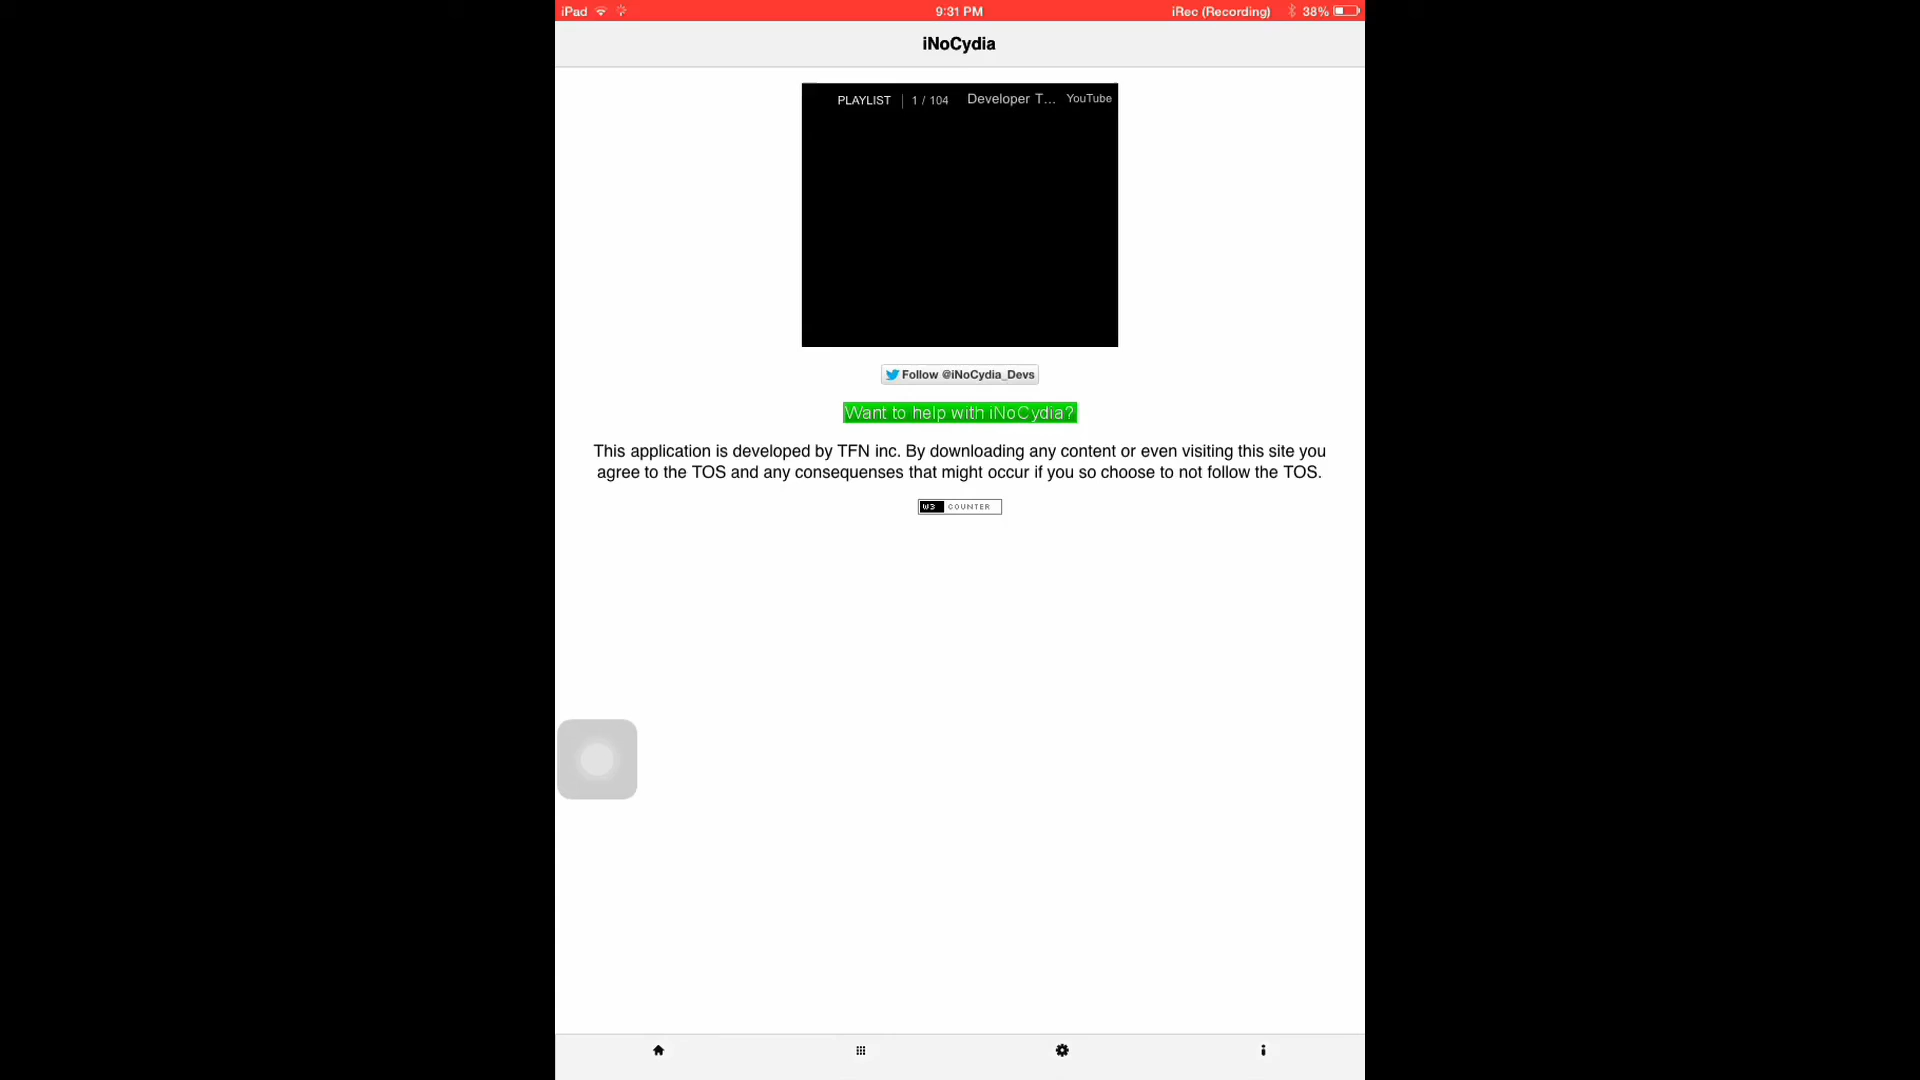 iPad 9:31 PM iRec (Recording) 38%
iNoCydia
PLAYLIST 1 / 104 Developer T... YouTube
Follow @iNoCydia_Devs
Want to help with iNoCydia?
This application is developed by TFN inc. By downloading any content or even visiting this site you
agree to the TOS and any consequenses that might occur if you so choose to not follow the TOS.
W3 COUNTER